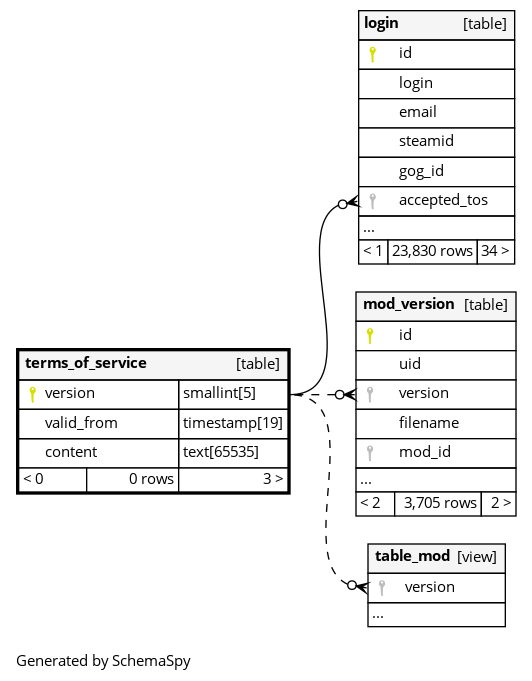 login [table]
id
login
email
steamid
gog_id
accepted_tos
...
< 1 23,830 rows 34 >
mod_version [table]
id
uid
version
filename
mod_id
...
< 2 3,705 rows 2 >
terms_of_service [table]
version smallint[5]
valid_from timestamp[19]
content text[65535]
< 0 0 rows 3 >
table_mod [view]
version
...
Generated by SchemaSpy